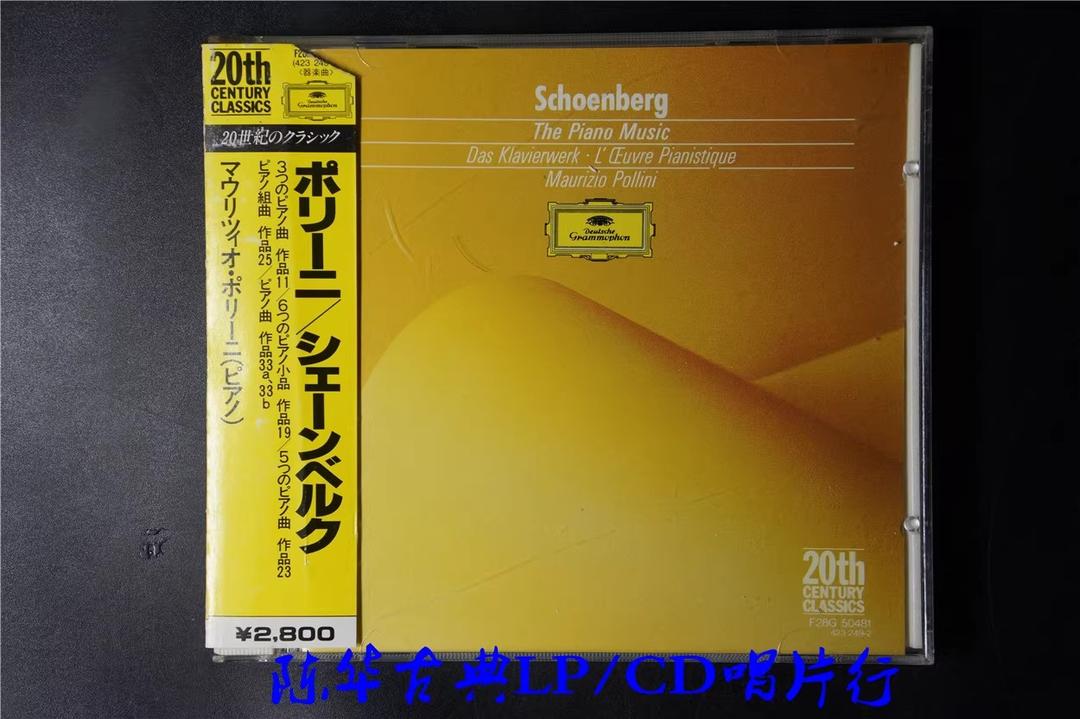 20th
CENTURY
CLASSICS
(423 249
〈器楽曲〉
Deutsche
Grammophon
20世紀のクラシック
ポリーニ/シェーンベルク
3つのピアノ曲 作品11/6つのピアノ小品 作品19/5つのピアノ曲 作品23
ピアノ組曲 作品25/ピアノ曲 作品33a、33b
マウリツィオ・ポリーニ(ピアノ)
¥2,800
Schoenberg
The Piano Music
Das Klavierwerk · L'Œuvre Pianistique
Maurizio Pollini
Deutsche
Grammophon
20th
CENTURY
CLASSICS
F28G 50481
423 249-2
陈华古典LP/CD唱片行